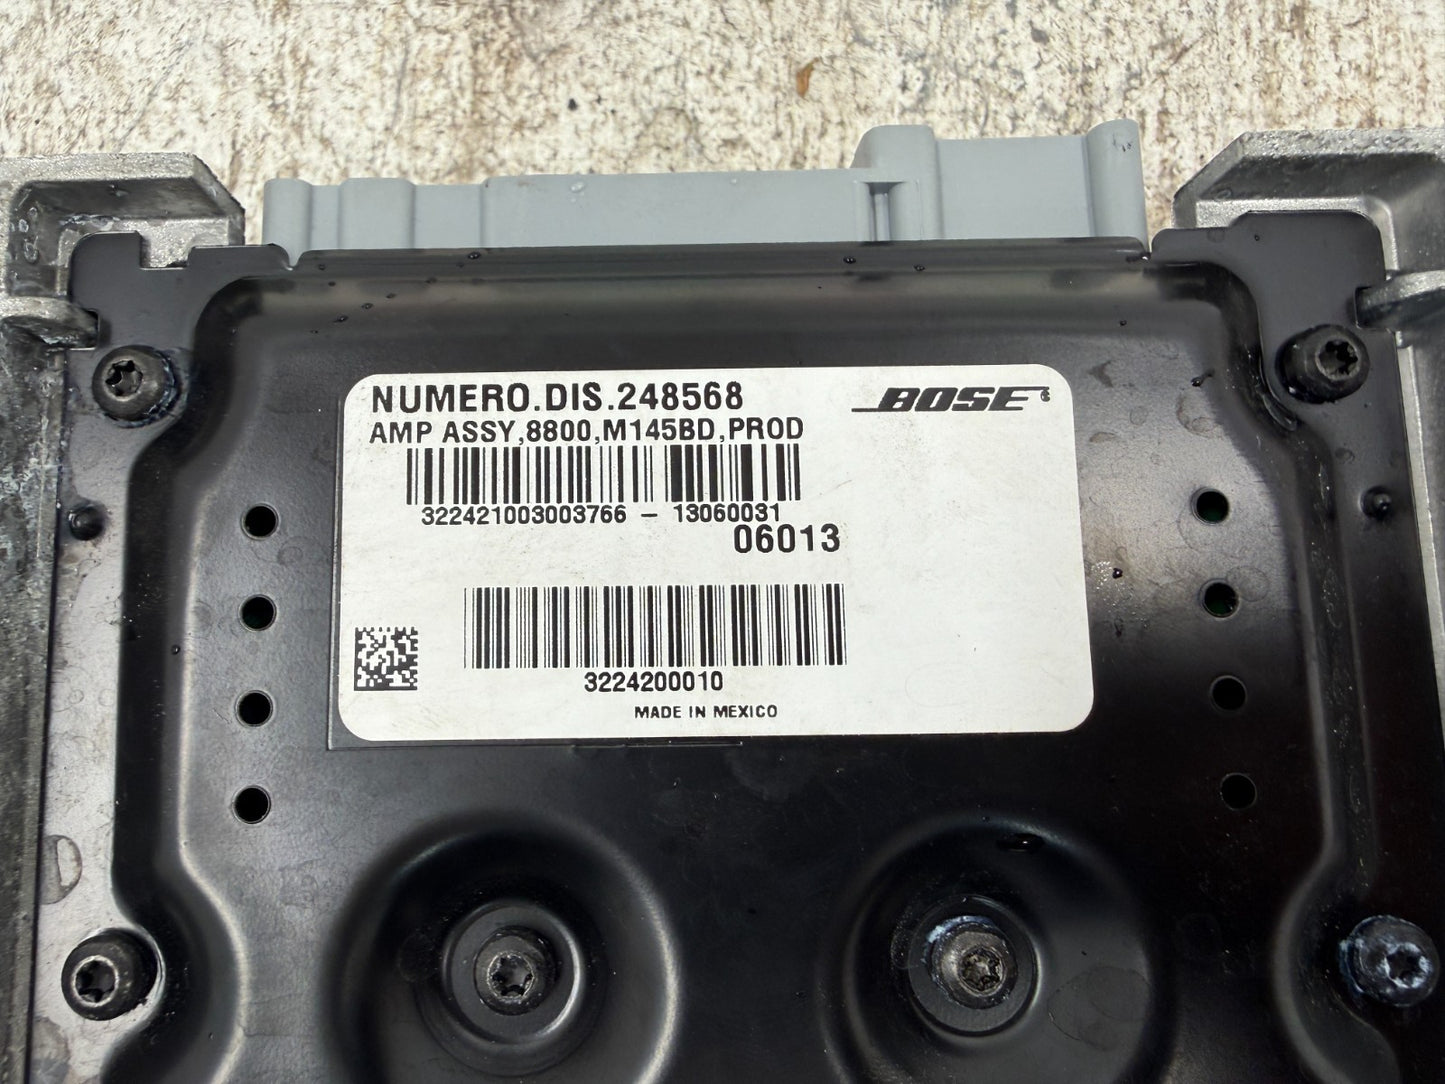 NUMERO.DIS.248568
BOSE
AMP ASSY,8800,M145BD,PROD
322421003003766 - 13060031
06013
3224200010
MADE IN MEXICO